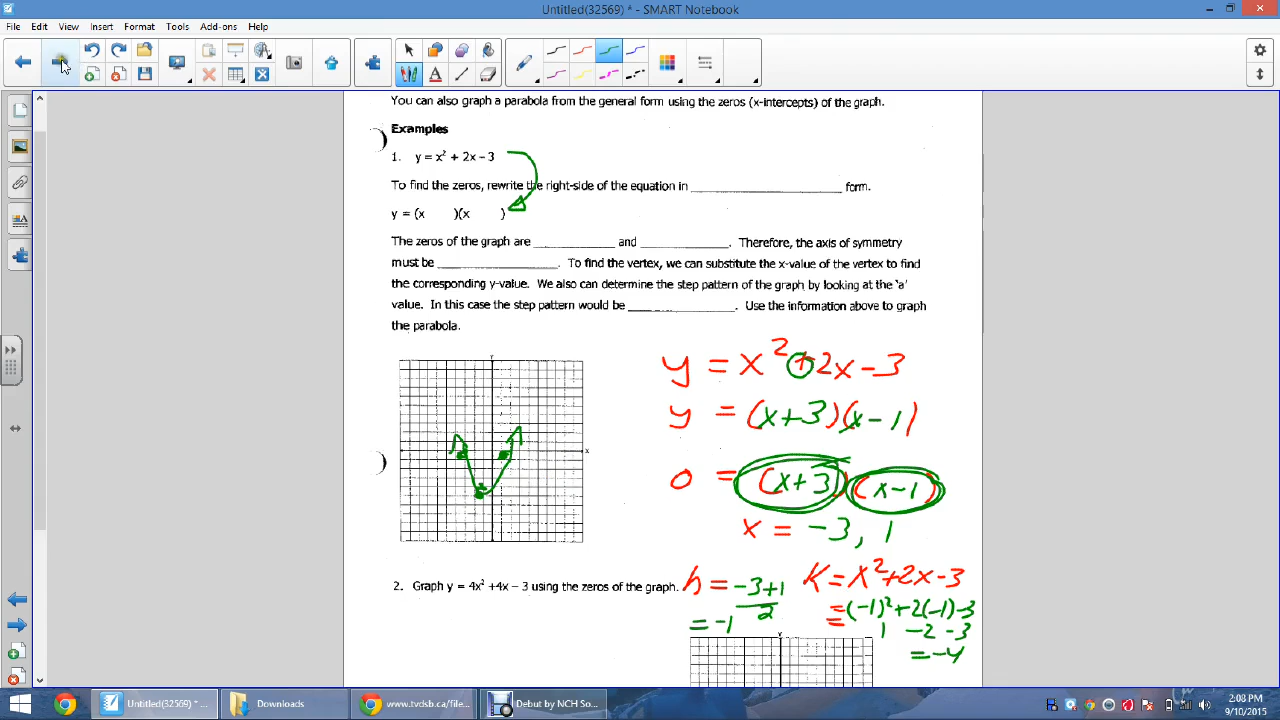 Untitled(32569) * - SMART Notebook
File Edit View Insert Format Tools Add-ons Help
You can also graph a parabola from the general form using the zeros (x-intercepts) of the graph.
Examples
1. y = x² + 2x – 3
To find the zeros, rewrite the right-side of the equation in ____________ form.
y = (x )(x )
The zeros of the graph are ____________ and ____________. Therefore, the axis of symmetry
must be ____________. To find the vertex, we can substitute the x-value of the vertex to find
the corresponding y-value. We also can determine the step pattern of the graph by looking at the 'a'
value. In this case the step pattern would be ____________. Use the information above to graph
the parabola.
y
x
y = x² + 2x - 3
y = (x+3)(x-1)
0 = (x+3)(x-1)
x = -3, 1
2. Graph y = 4x² +4x – 3 using the zeros of the graph.
h = -3+1
2
= -1
K = x²+2x-3
= (-1)²+2(-1)-3
= 1 -2 -3
= -4
y
Untitled(32569) * ...
Downloads
www.tvdsb.ca/file...
Debut by NCH So...
2:08 PM
9/10/2015